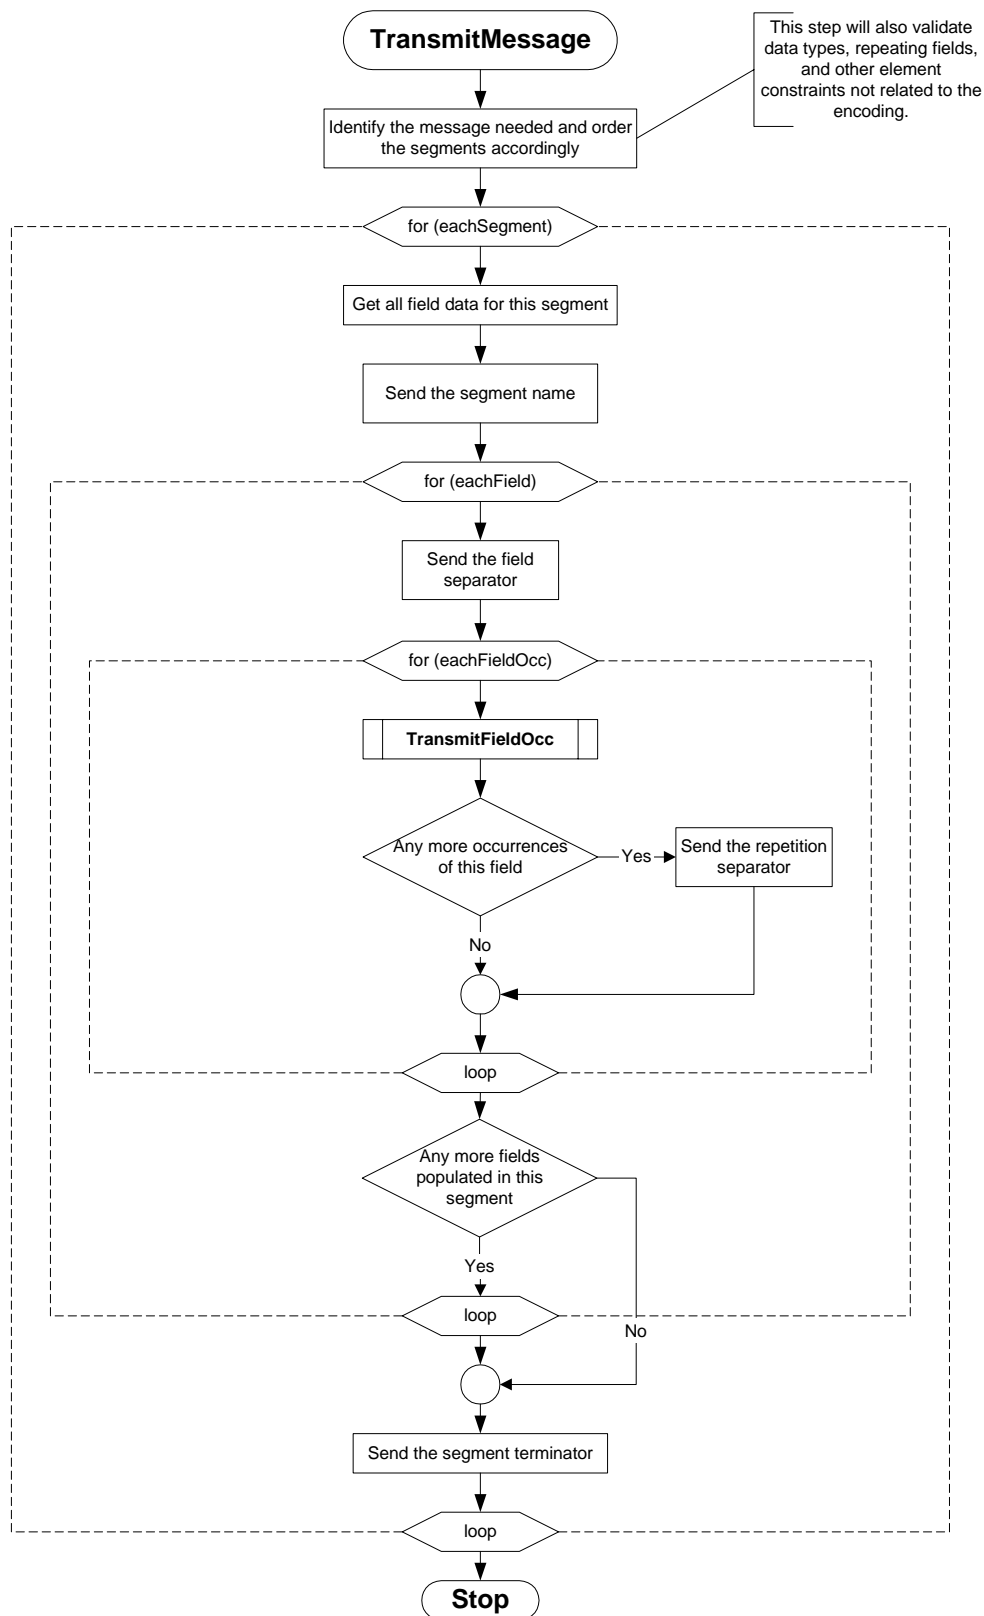 TransmitMessage
This step will also validate
data types, repeating fields,
and other element
constraints not related to the
encoding.
Identify the message needed and order
the segments accordingly
for (eachSegment)
Get all field data for this segment
Send the segment name
for (eachField)
Send the field
separator
for (eachFieldOcc)
TransmitFieldOcc
Any more occurrences
of this field
Yes
Send the repetition
separator
No
loop
Any more fields
populated in this
segment
Yes
loop
No
Send the segment terminator
loop
Stop